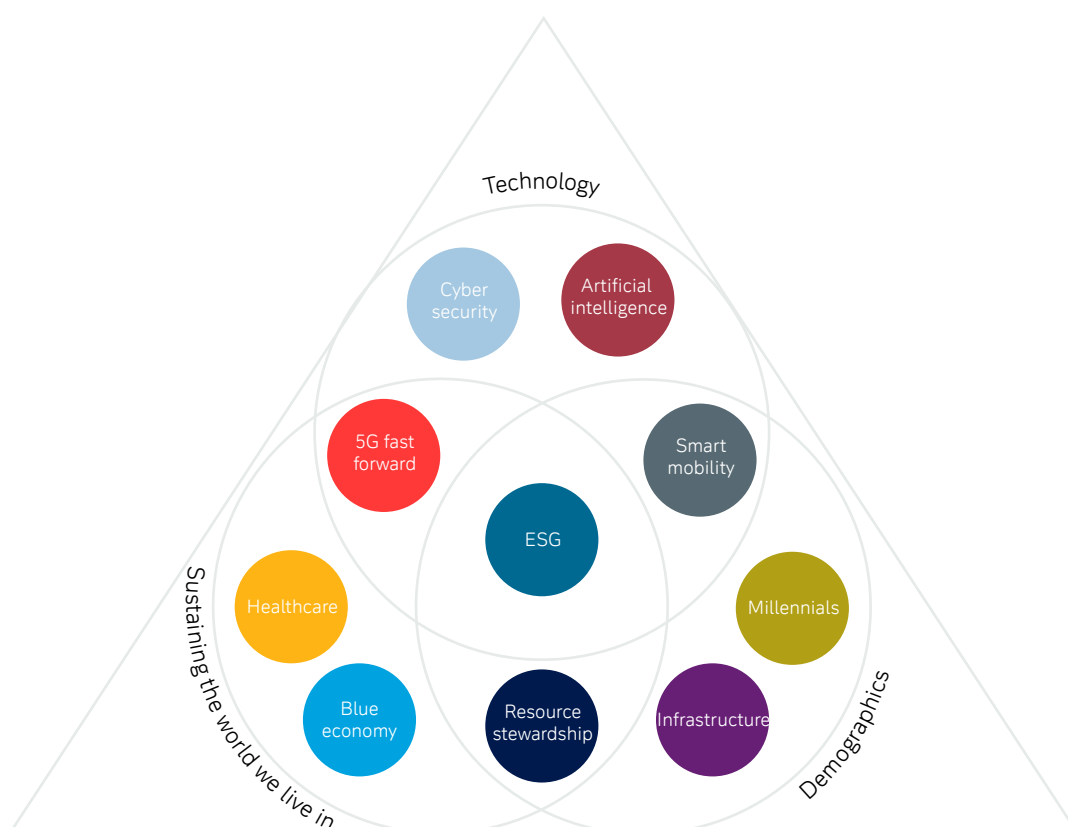 Technology
Cyber
security
Artificial
intelligence
5G fast
forward
Smart
mobility
ESG
Healthcare
Millennials
Sustaining the world we live in
Blue
economy
Resource
stewardship
Infrastructure
Demographics